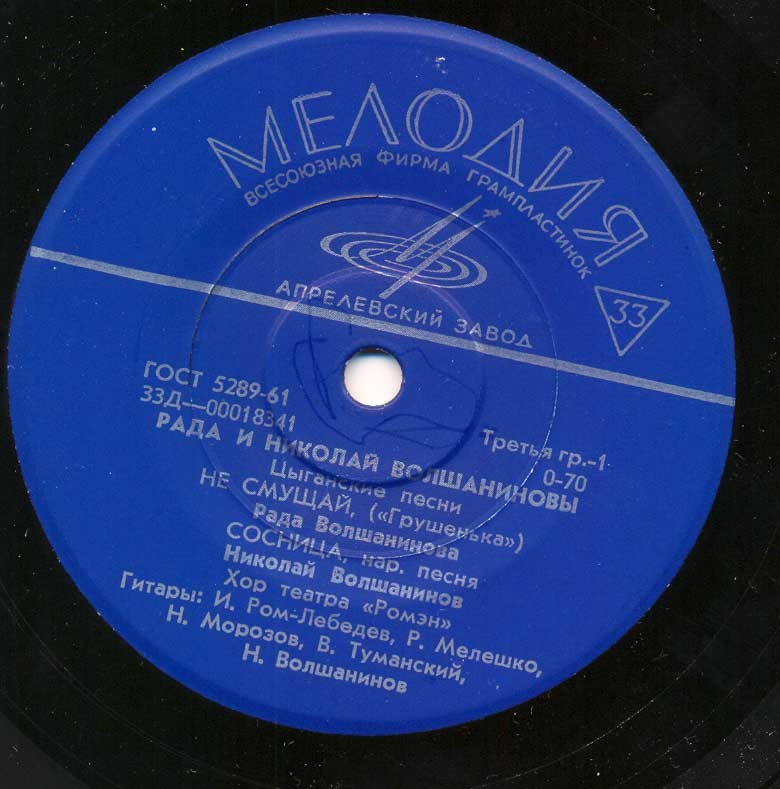 МЕЛОДИЯ
ВСЕСОЮЗНАЯ ФИРМА ГРАМПЛАСТИНОК
33
АПРЕЛЕВСКИЙ ЗАВОД
ГОСТ 5289-61
33Д—00018341
Третья гр.-1
0-70
РАДА И НИКОЛАЙ ВОЛШАНИНОВЫ
Цыганские песни
НЕ СМУЩАЙ, («Грушенька»)
Рада Волшанинова
СОСНИЦА, нар. песня
Николай Волшанинов
Хор театра «Ромэн»
Гитары: И. Ром-Лебедев, Р. Мелешко,
Н. Морозов, В. Туманский,
Н. Волшанинов